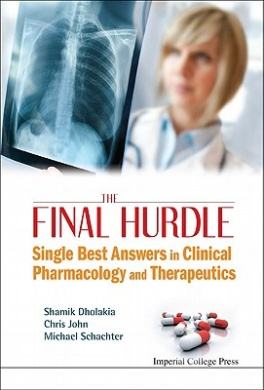 THE
FINAL HURDLE
Single Best Answers in Clinical
Pharmacology and Therapeutics
Shamik Dholakia
Chris John
Michael Schachter
Imperial College Press